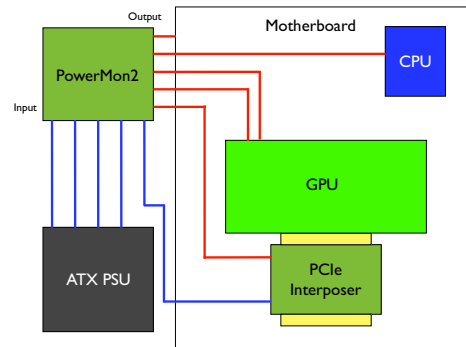 Output
Motherboard
CPU
PowerMon2
Input
GPU
ATX PSU
PCIe
Interposer